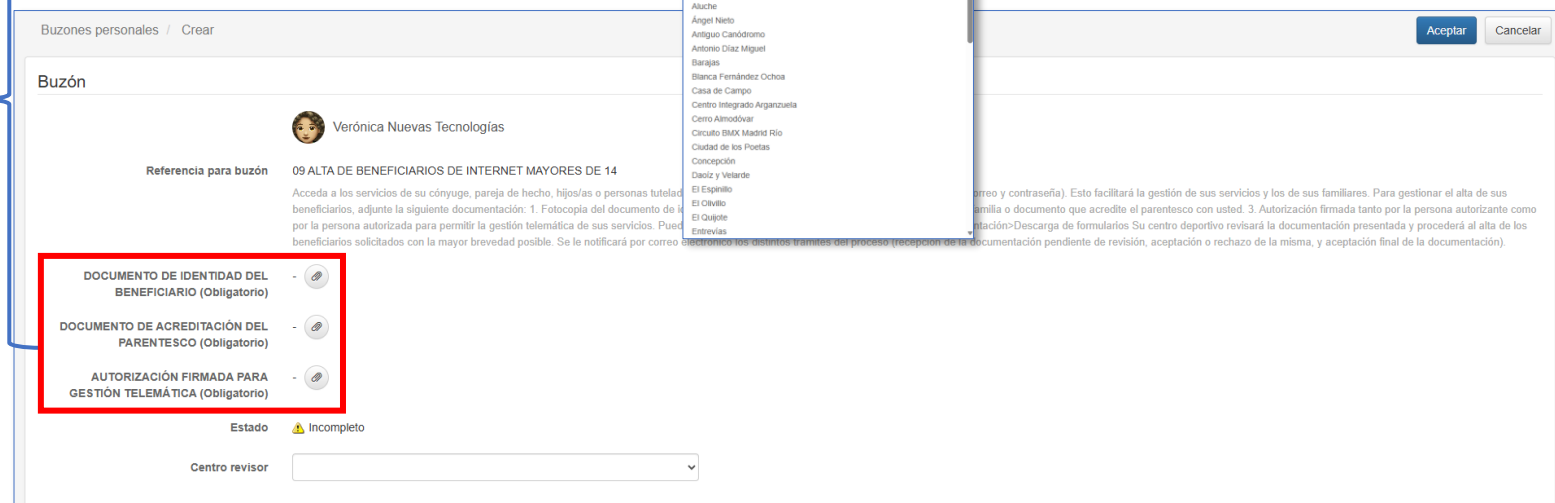 Buzones personales / Crear
Aceptar
Cancelar
Aluche
Ángel Nieto
Antiguo Canódromo
Antonio Díaz Miguel
Barajas
Blanca Fernández Ochoa
Casa de Campo
Centro Integrado Arganzuela
Cerro Almodóvar
Circuito BMX Madrid Río
Ciudad de los Poetas
Concepción
Daoíz y Velarde
El Espinillo
El Olivillo
El Quijote
Entrevías
Buzón
Verónica Nuevas Tecnologías
Referencia para buzón
09 ALTA DE BENEFICIARIOS DE INTERNET MAYORES DE 14
Acceda a los servicios de su cónyuge, pareja de hecho, hijos/as o personas tutelad orreo y contraseña). Esto facilitará la gestión de sus servicios y los de sus familiares. Para gestionar el alta de sus
beneficiarios, adjunte la siguiente documentación: 1. Fotocopia del documento de amilia o documento que acredite el parentesco con usted. 3. Autorización firmada tanto por la persona autorizante como
por la persona autorizada para permitir la gestión telemática de sus servicios. Pued ntación>Descarga de formularios Su centro deportivo revisará la documentación presentada y procederá al alta de los
beneficiarios solicitados con la mayor brevedad posible. Se le notificará por correo electrónico los distintos trámites del proceso (recepción de la documentación pendiente de revisión, aceptación o rechazo de la misma, y aceptación final de la documentación).
DOCUMENTO DE IDENTIDAD DEL
BENEFICIARIO (Obligatorio)
-
DOCUMENTO DE ACREDITACIÓN DEL
PARENTESCO (Obligatorio)
-
AUTORIZACIÓN FIRMADA PARA
GESTIÓN TELEMÁTICA (Obligatorio)
-
Estado
Incompleto
Centro revisor